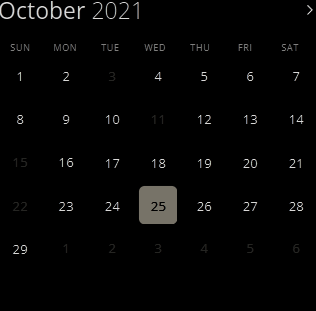 October 2021
SUN MON TUE WED THU FRI SAT
1 2 3 4 5 6 7
8 9 10 11 12 13 14
15 16 17 18 19 20 21
22 23 24 25 26 27 28
29 1 2 3 4 5 6